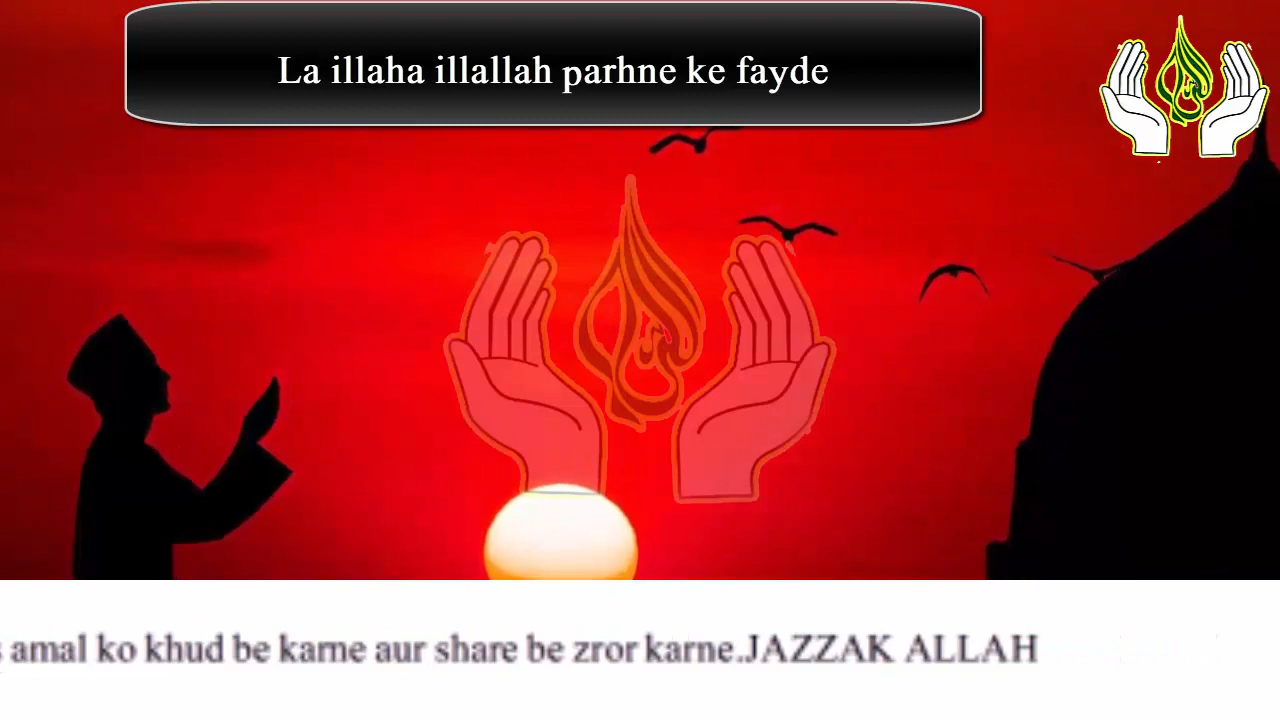 La illaha illallah parhne ke fayde
amal ko khud be karne aur share be zror karne.JAZZAK ALLAH